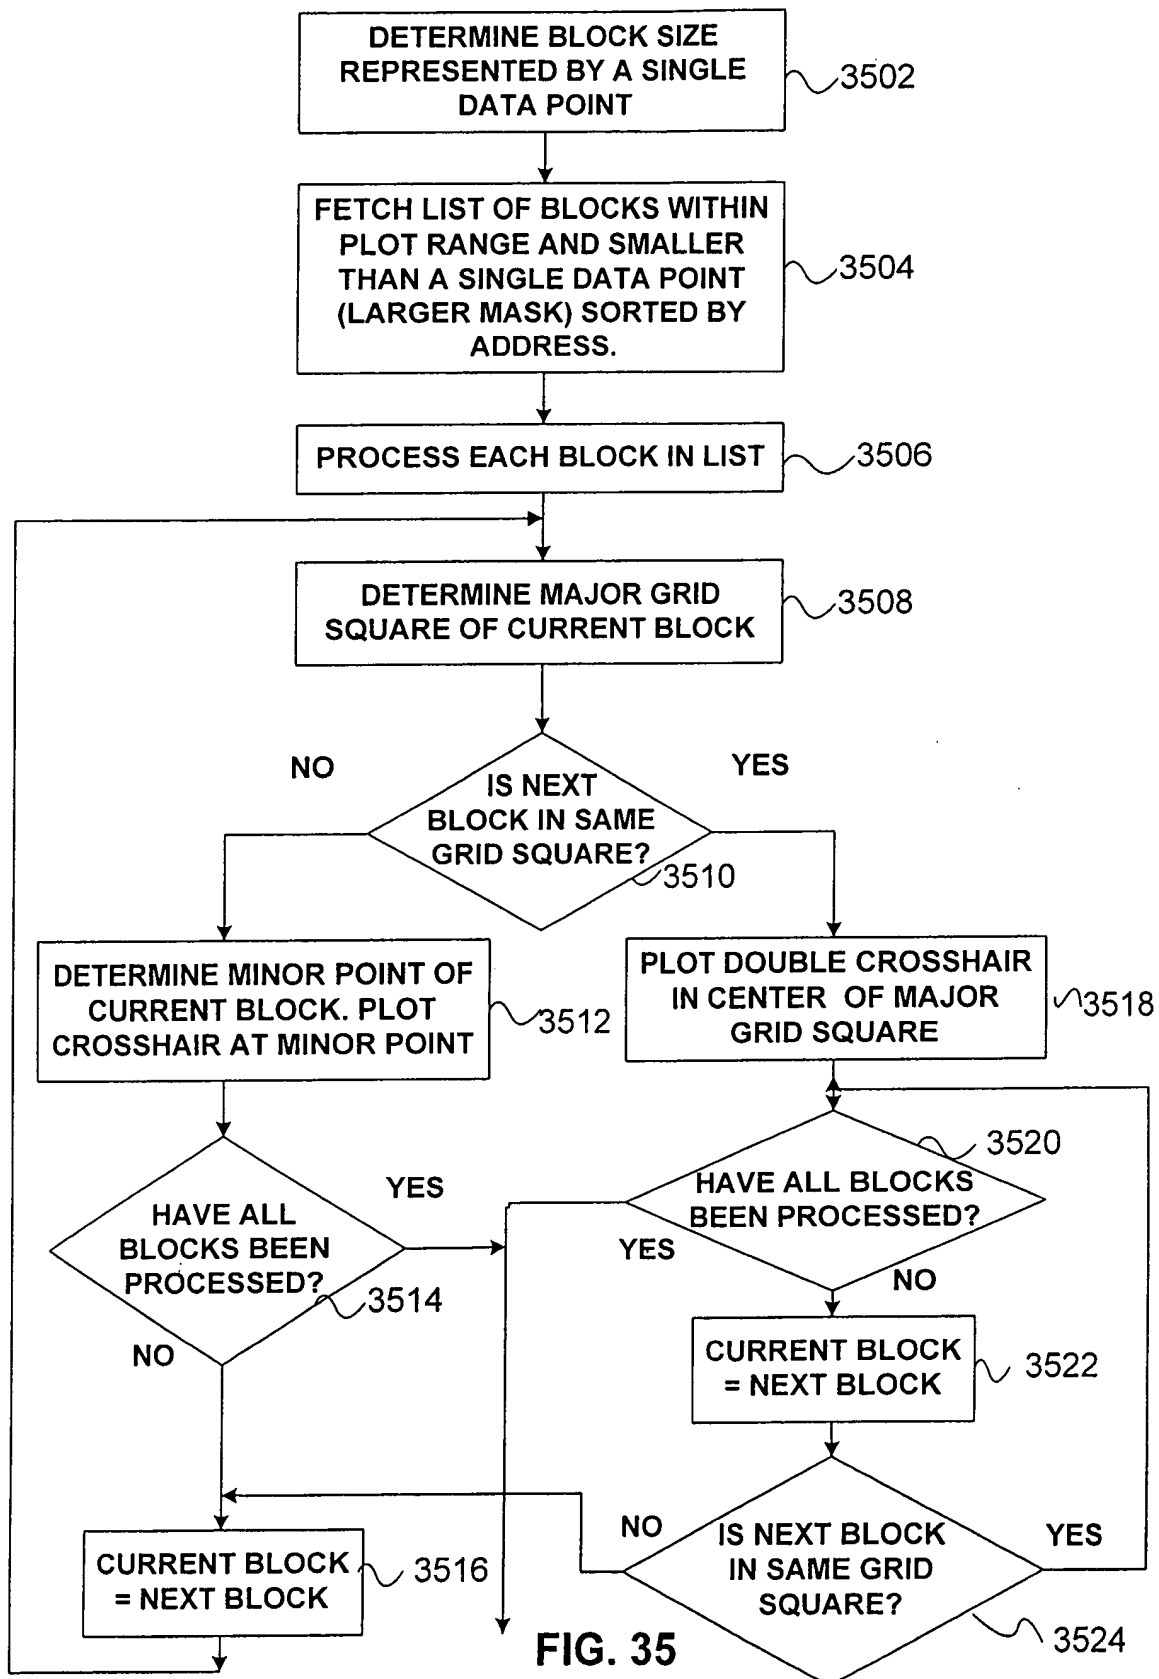 DETERMINE BLOCK SIZE
REPRESENTED BY A SINGLE
DATA POINT
3502
FETCH LIST OF BLOCKS WITHIN
PLOT RANGE AND SMALLER
THAN A SINGLE DATA POINT
(LARGER MASK) SORTED BY
ADDRESS.
3504
PROCESS EACH BLOCK IN LIST
3506
DETERMINE MAJOR GRID
SQUARE OF CURRENT BLOCK
3508
NO
YES
IS NEXT
BLOCK IN SAME
GRID SQUARE?
3510
DETERMINE MINOR POINT OF
CURRENT BLOCK. PLOT
CROSSHAIR AT MINOR POINT
3512
PLOT DOUBLE CROSSHAIR
IN CENTER OF MAJOR
GRID SQUARE
3518
HAVE ALL
BLOCKS BEEN
PROCESSED?
3514
YES
NO
HAVE ALL BLOCKS
BEEN PROCESSED?
3520
YES
NO
CURRENT BLOCK
= NEXT BLOCK
3522
CURRENT BLOCK
= NEXT BLOCK
3516
NO
IS NEXT BLOCK
IN SAME GRID
SQUARE?
YES
3524
FIG. 35